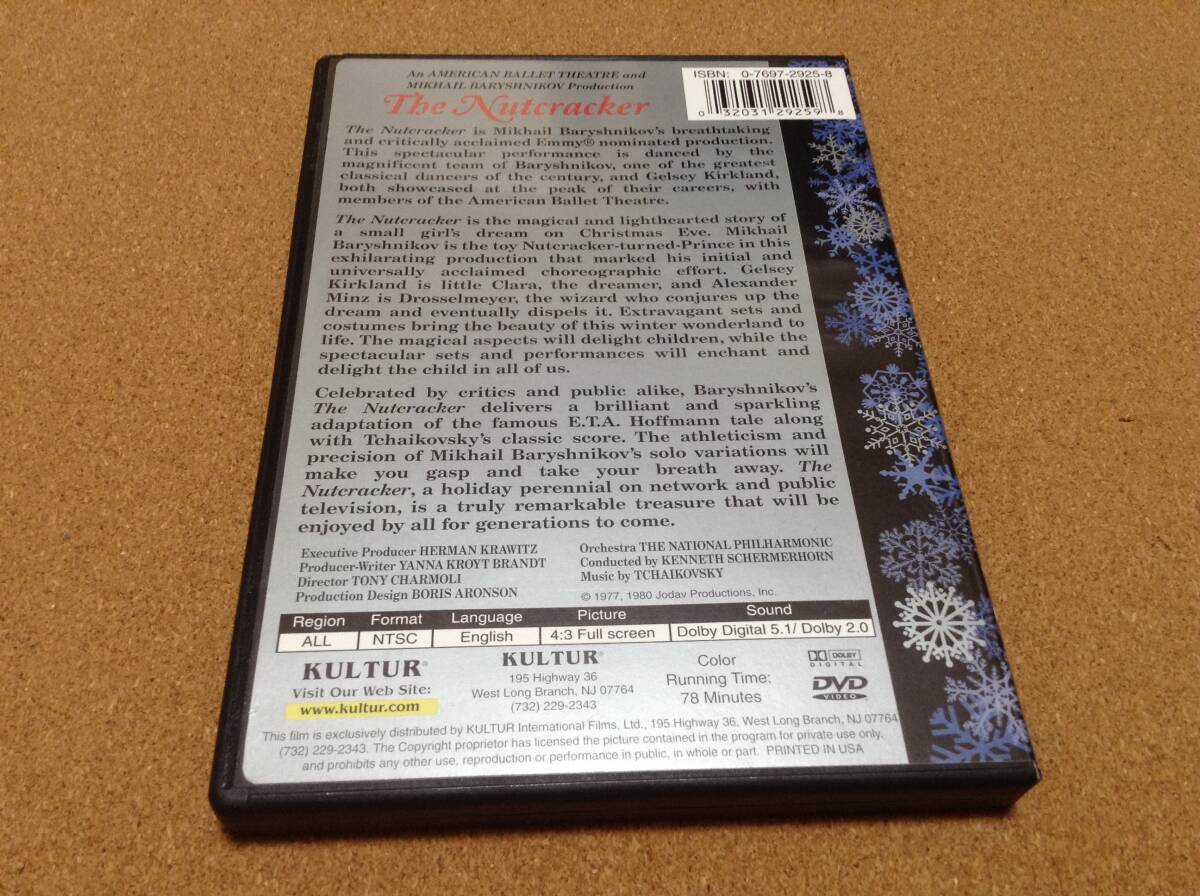 An AMERICAN BALLET THEATRE and
MIKHAIL BARYSHNIKOV Production
The Nutcracker
ISBN: 0-7697-2925-8
0 32031 29259 8
The Nutcracker is Mikhail Baryshnikov's breathtaking
and critically acclaimed Emmy® nominated production.
This spectacular performance is danced by the
magnificent team of Baryshnikov, one of the greatest
classical dancers of the century, and Gelsey Kirkland,
both showcased at the peak of their careers, with
members of the American Ballet Theatre.
The Nutcracker is the magical and lighthearted story of
a small girl's dream on Christmas Eve. Mikhail
Baryshnikov is the toy Nutcracker-turned-Prince in this
exhilarating production that marked his initial and
universally acclaimed choreographic effort. Gelsey
Kirkland is little Clara, the dreamer, and Alexander
Minz is Drosselmeyer, the wizard who conjures up the
dream and eventually dispels it. Extravagant sets and
costumes bring the beauty of this winter wonderland to
life. The magical aspects will delight children, while the
spectacular sets and performances will enchant and
delight the child in all of us.
Celebrated by critics and public alike, Baryshnikov's
The Nutcracker delivers a brilliant and sparkling
adaptation of the famous E.T.A. Hoffmann tale along
with Tchaikovsky's classic score. The athleticism and
precision of Mikhail Baryshnikov's solo variations will
make you gasp and take your breath away. The
Nutcracker, a holiday perennial on network and public
television, is a truly remarkable treasure that will be
enjoyed by all for generations to come.
Executive Producer HERMAN KRAWITZ
Producer-Writer YANNA KROYT BRANDT
Director TONY CHARMOLI
Production Design BORIS ARONSON
Orchestra THE NATIONAL PHILHARMONIC
Conducted by KENNETH SCHERMERHORN
Music by TCHAIKOVSKY
© 1977, 1980 Jodav Productions, Inc.
Region Format Language Picture Sound
ALL NTSC English 4:3 Full screen Dolby Digital 5.1/ Dolby 2.0
KULTUR®
Visit Our Web Site:
www.kultur.com
KULTUR®
195 Highway 36
West Long Branch, NJ 07764
(732) 229-2343
Color
Running Time:
78 Minutes
DOLBY
DIGITAL
DVD
VIDEO
This film is exclusively distributed by KULTUR International Films, Ltd., 195 Highway 36, West Long Branch, NJ 07764
(732) 229-2343. The Copyright proprietor has licensed the picture contained in the program for private use only,
and prohibits any other use, reproduction or performance in public, in whole or part. PRINTED IN USA